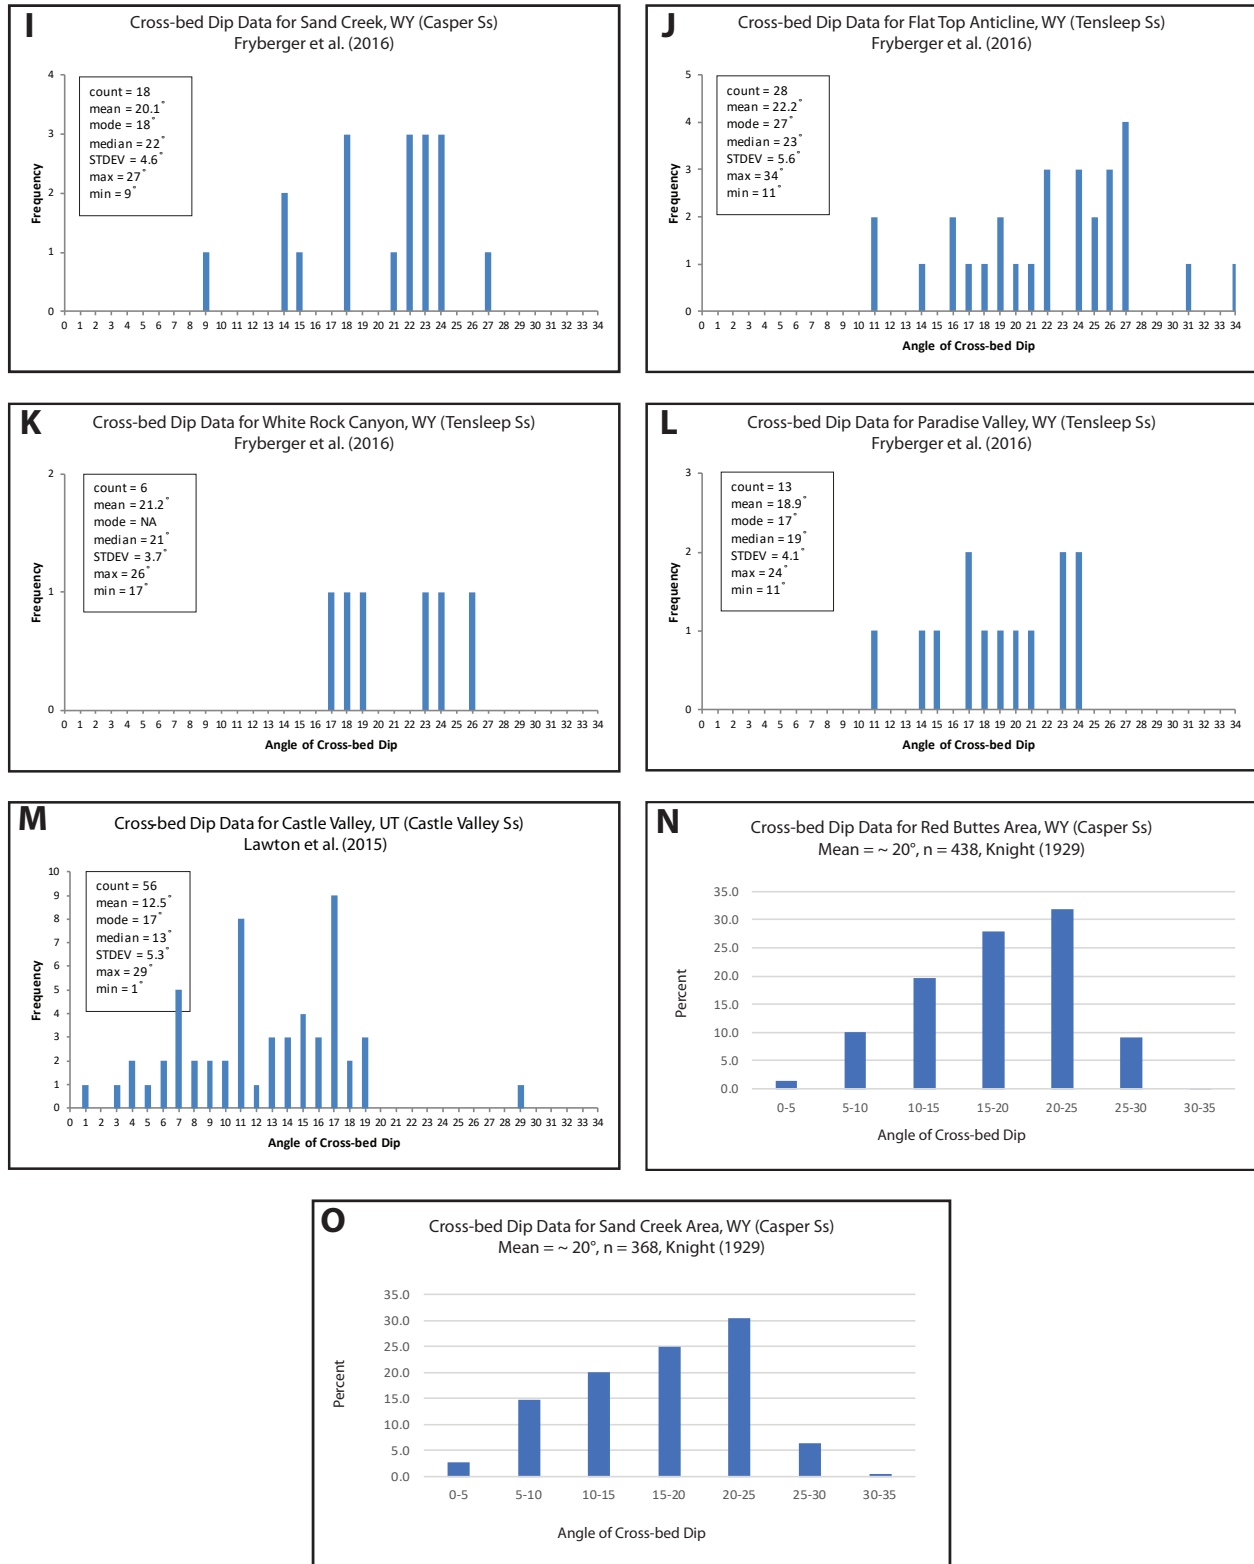 I
Cross-bed Dip Data for Sand Creek, WY (Casper Ss)
Fryberger et al. (2016)
count = 18
mean = 20.1°
mode = 18°
median = 22°
STDEV = 4.6°
max = 27°
min = 9°
4
3
2
1
0
Frequency
0 1 2 3 4 5 6 7 8 9 10 11 12 13 14 15 16 17 18 19 20 21 22 23 24 25 26 27 28 29 30 31 32 33 34
J
Cross-bed Dip Data for Flat Top Anticline, WY (Tensleep Ss)
Fryberger et al. (2016)
count = 28
mean = 22.2°
mode = 27°
median = 23°
STDEV = 5.6°
max = 34°
min = 11°
5
4
3
2
1
0
Frequency
0 1 2 3 4 5 6 7 8 9 10 11 12 13 14 15 16 17 18 19 20 21 22 23 24 25 26 27 28 29 30 31 32 33 34
Angle of Cross-bed Dip
K
Cross-bed Dip Data for White Rock Canyon, WY (Tensleep Ss)
Fryberger et al. (2016)
count = 6
mean = 21.2°
mode = NA
median = 21°
STDEV = 3.7°
max = 26°
min = 17°
2
1
0
Frequency
0 1 2 3 4 5 6 7 8 9 10 11 12 13 14 15 16 17 18 19 20 21 22 23 24 25 26 27 28 29 30 31 32 33 34
Angle of Cross-bed Dip
L
Cross-bed Dip Data for Paradise Valley, WY (Tensleep Ss)
Fryberger et al. (2016)
count = 13
mean = 18.9°
mode = 17°
median = 19°
STDEV = 4.1°
max = 24°
min = 11°
3
2
1
0
Frequency
0 1 2 3 4 5 6 7 8 9 10 11 12 13 14 15 16 17 18 19 20 21 22 23 24 25 26 27 28 29 30 31 32 33 34
Angle of Cross-bed Dip
M
Cross-bed Dip Data for Castle Valley, UT (Castle Valley Ss)
Lawton et al. (2015)
count = 56
mean = 12.5°
mode = 17°
median = 13°
STDEV = 5.3°
max = 29°
min = 1°
10
9
8
7
6
5
4
3
2
1
0
Frequency
0 1 2 3 4 5 6 7 8 9 10 11 12 13 14 15 16 17 18 19 20 21 22 23 24 25 26 27 28 29 30 31 32 33 34
Angle of Cross-bed Dip
N
Cross-bed Dip Data for Red Buttes Area, WY (Casper Ss)
Mean = ~ 20°, n = 438, Knight (1929)
35.0
30.0
25.0
20.0
15.0
10.0
5.0
0.0
Percent
0-5 5-10 10-15 15-20 20-25 25-30 30-35
Angle of Cross-bed Dip
O
Cross-bed Dip Data for Sand Creek Area, WY (Casper Ss)
Mean = ~ 20°, n = 368, Knight (1929)
35.0
30.0
25.0
20.0
15.0
10.0
5.0
0.0
Percent
0-5 5-10 10-15 15-20 20-25 25-30 30-35
Angle of Cross-bed Dip